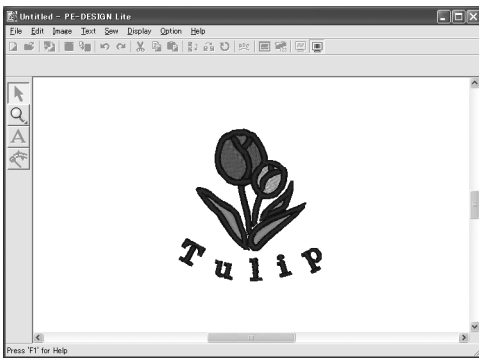 Untitled - PE-DESIGN Lite
File Edit Image Text Sew Display Option Help
A
Tulip
Press 'F1' for Help